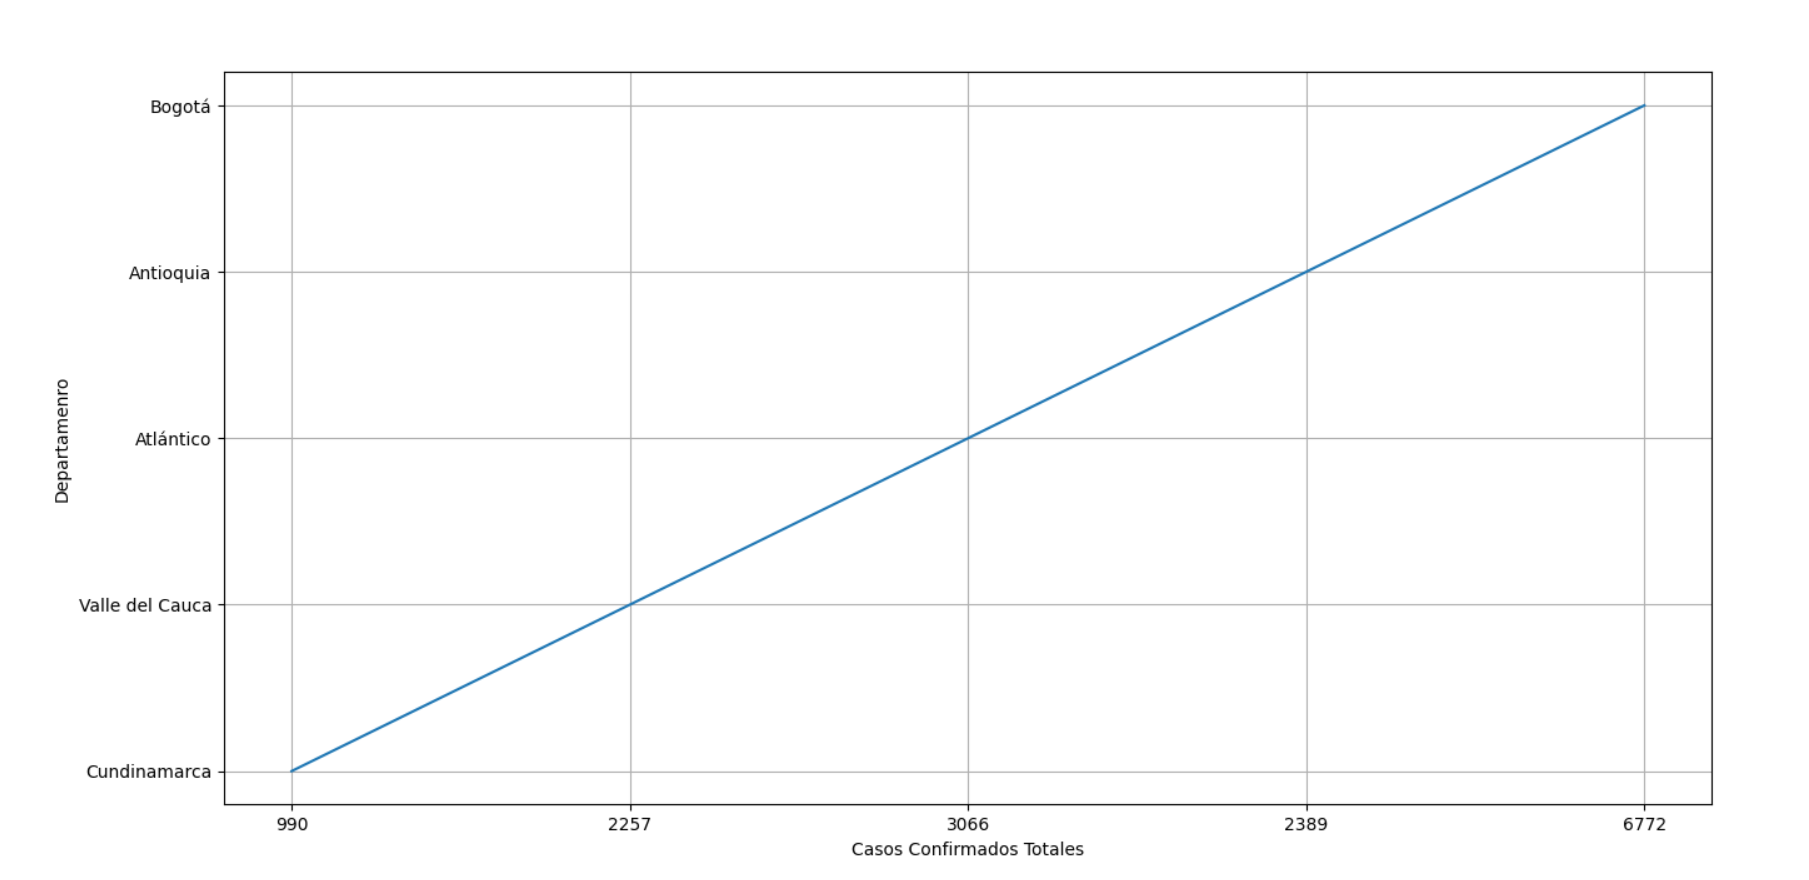 Bogotá
Antioquia
Atlántico
Valle del Cauca
Cundinamarca
Departamenro
990 2257 3066 2389 6772
Casos Confirmados Totales